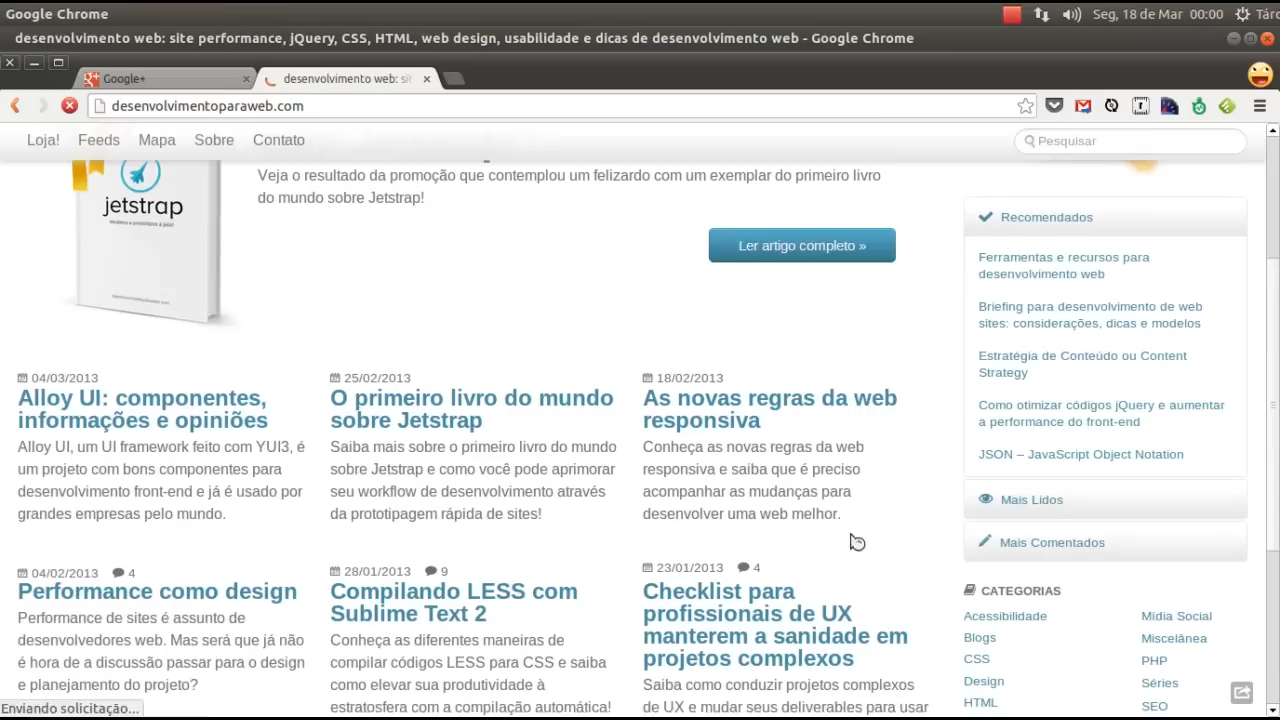 Google Chrome
Seg, 18 de Mar 00:00
desenvolvimento web: site performance, jQuery, CSS, HTML, web design, usabilidade e dicas de desenvolvimento web - Google Chrome
Google+
desenvolvimento web: sit
desenvolvimentoparaweb.com
Loja!
Feeds
Mapa
Sobre
Contato
Pesquisar
jetstrap
Veja o resultado da promoção que contemplou um felizardo com um exemplar do primeiro livro
do mundo sobre Jetstrap!
Ler artigo completo »
04/03/2013
Alloy UI: componentes,
informações e opiniões
Alloy UI, um UI framework feito com YUI3, é
um projeto com bons componentes para
desenvolvimento front-end e já é usado por
grandes empresas pelo mundo.
25/02/2013
O primeiro livro do mundo
sobre Jetstrap
Saiba mais sobre o primeiro livro do mundo
sobre Jetstrap e como você pode aprimorar
seu workflow de desenvolvimento através
da prototipagem rápida de sites!
18/02/2013
As novas regras da web
responsiva
Conheça as novas regras da web
responsiva e saiba que é preciso
acompanhar as mudanças para
desenvolver uma web melhor.
04/02/2013 4
Performance como design
Performance de sites é assunto de
desenvolvedores web. Mas será que já não
é hora de a discussão passar para o design
e planejamento do projeto?
28/01/2013 9
Compilando LESS com
Sublime Text 2
Conheça as diferentes maneiras de
compilar códigos LESS para CSS e saiba
como elevar sua produtividade à
estratosfera com a compilação automática!
23/01/2013 4
Checklist para
profissionais de UX
manterem a sanidade em
projetos complexos
Saiba como conduzir projetos complexos
de UX e mudar seus deliverables para usar
Recomendados
Ferramentas e recursos para
desenvolvimento web
Briefing para desenvolvimento de web
sites: considerações, dicas e modelos
Estratégia de Conteúdo ou Content
Strategy
Como otimizar códigos jQuery e aumentar
a performance do front-end
JSON – JavaScript Object Notation
Mais Lidos
Mais Comentados
CATEGORIAS
Acessibilidade
Blogs
CSS
Design
HTML
Mídia Social
Miscelânea
PHP
Séries
SEO
Enviando solicitação...